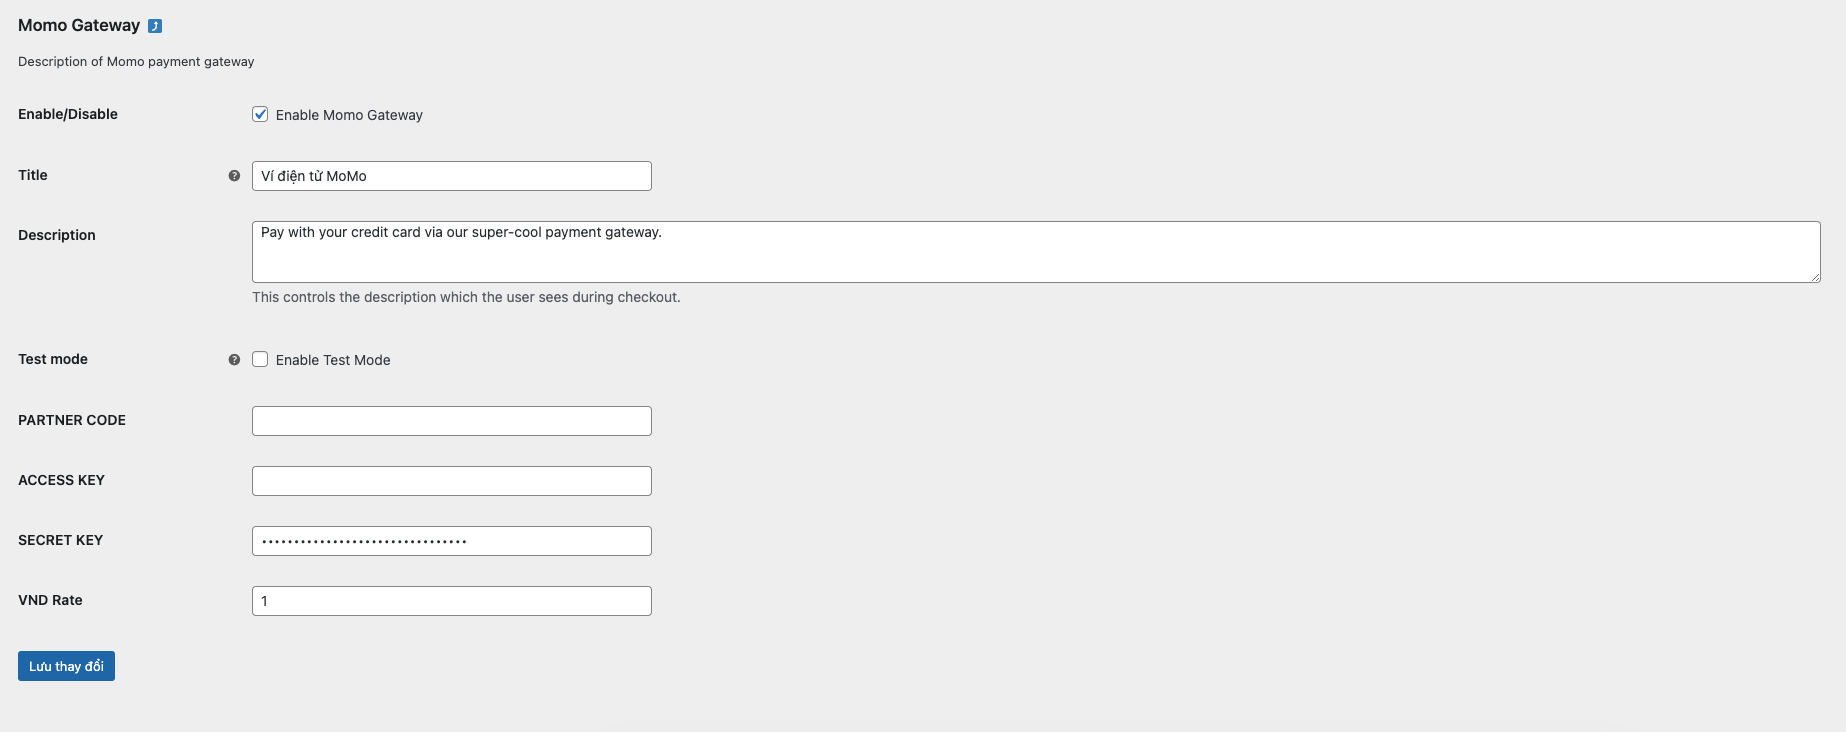 Momo Gateway
Description of Momo payment gateway
Enable/Disable
Enable Momo Gateway
Title
Ví điện tử MoMo
Description
Pay with your credit card via our super-cool payment gateway.
This controls the description which the user sees during checkout.
Test mode
Enable Test Mode
PARTNER CODE
ACCESS KEY
SECRET KEY
•••••••••••••••••••••••••••••••• 
VND Rate
1
Lưu thay đổi